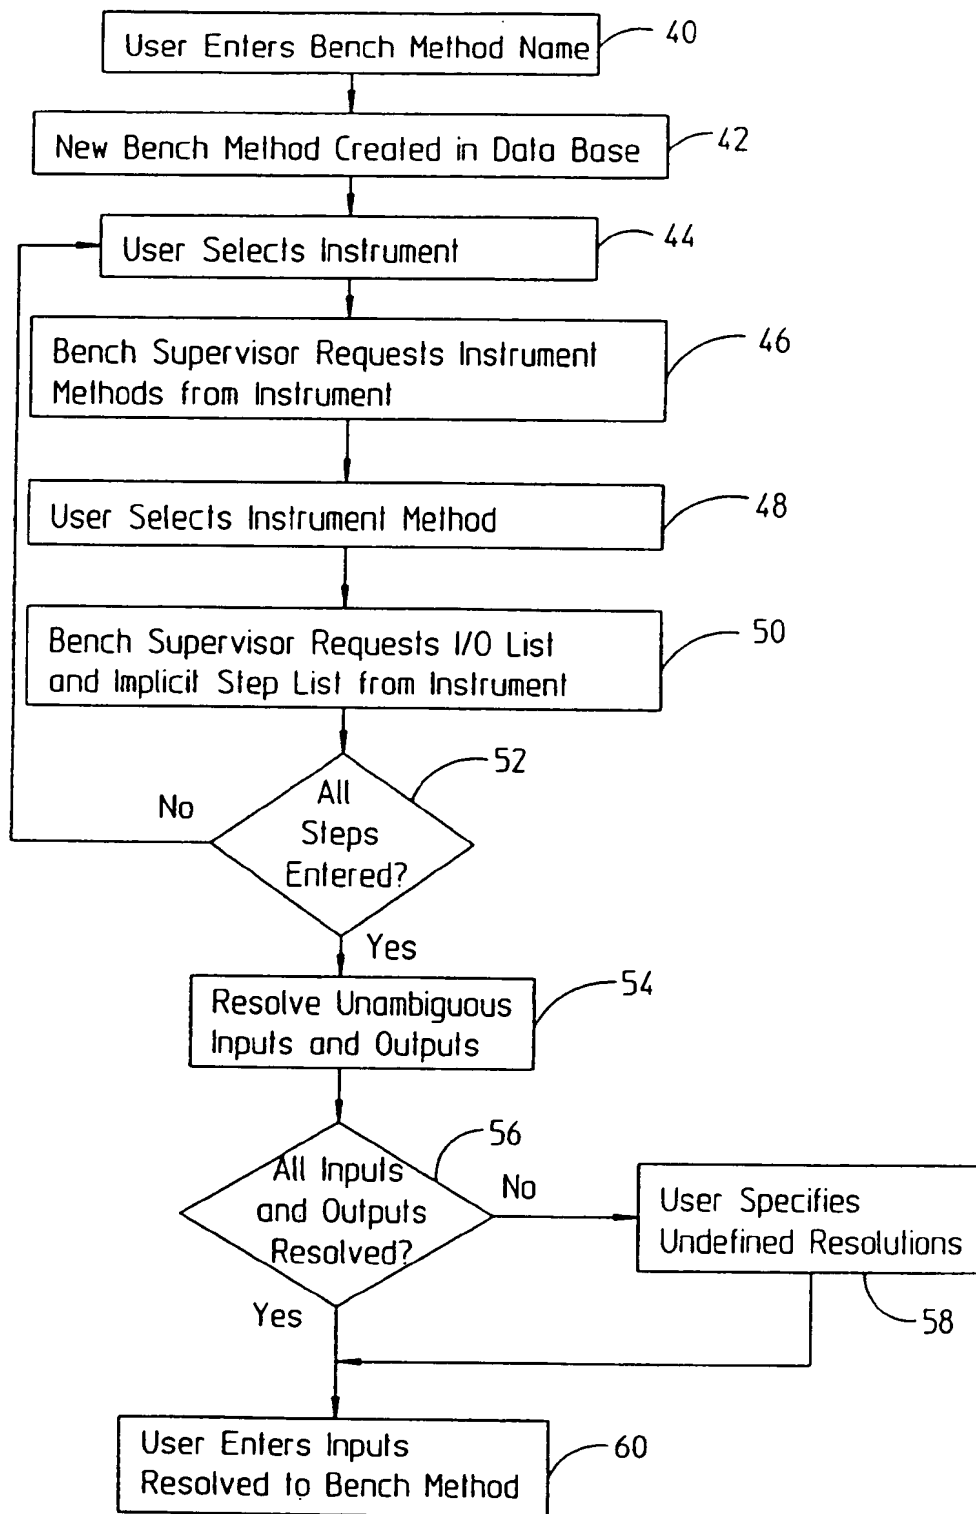 User Enters Bench Method Name
40
New Bench Method Created in Data Base
42
User Selects Instrument
44
Bench Supervisor Requests Instrument
Methods from Instrument
46
User Selects Instrument Method
48
Bench Supervisor Requests I/O List
and Implicit Step List from Instrument
50
52
All
Steps
Entered?
No
Yes
Resolve Unambiguous
Inputs and Outputs
54
56
All Inputs
and Outputs
Resolved?
No
User Specifies
Undefined Resolutions
58
Yes
User Enters Inputs
Resolved to Bench Method
60